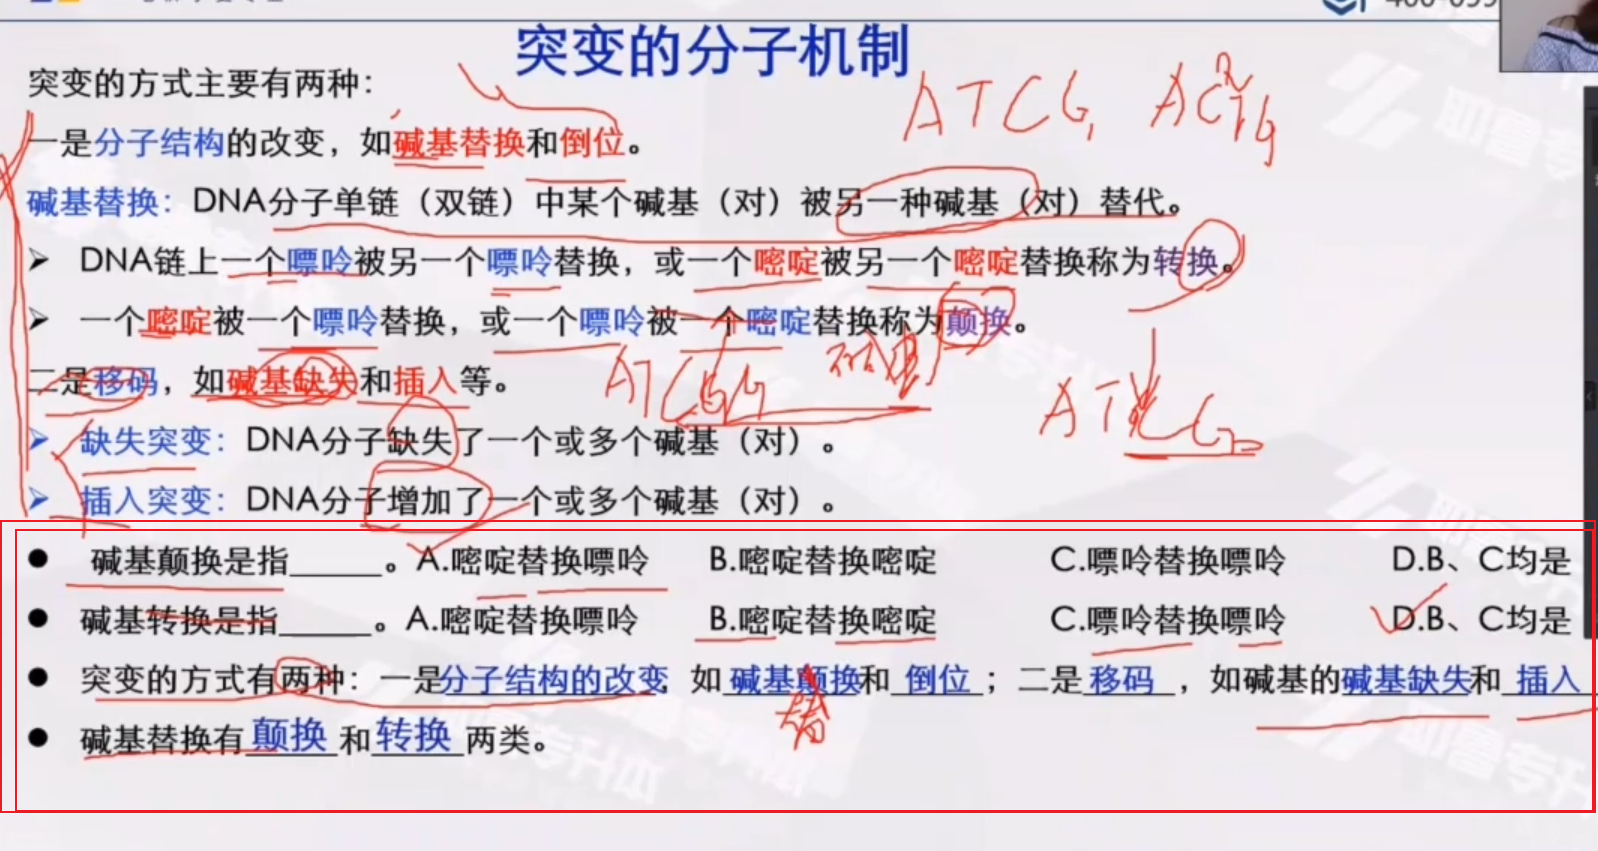 突变的分子机制
突变的方式主要有两种：
ATCG ACTG
一是分子结构的改变，如碱基替换和倒位。
碱基替换：DNA分子单链（双链）中某个碱基（对）被另一种碱基（对）替代。
➢ DNA链上一个嘌呤被另一个嘌呤替换，或一个嘧啶被另一个嘧啶替换称为转换。
➢ 一个嘧啶被一个嘌呤替换，或一个嘌呤被一个嘧啶替换称为颠换。
二是移码，如碱基缺失和插入等。
➢ 缺失突变：DNA分子缺失了一个或多个碱基（对）。
➢ 插入突变：DNA分子增加了一个或多个碱基（对）。
● 碱基颠换是指_____。A.嘧啶替换嘌呤 B.嘧啶替换嘧啶 C.嘌呤替换嘌呤 D.B、C均是
● 碱基转换是指_____。A.嘧啶替换嘌呤 B.嘧啶替换嘧啶 C.嘌呤替换嘌呤 D.B、C均是
● 突变的方式有两种：一是分子结构的改变，如碱基颠换和倒位；二是移码，如碱基的碱基缺失和插入
替
● 碱基替换有颠换和转换两类。